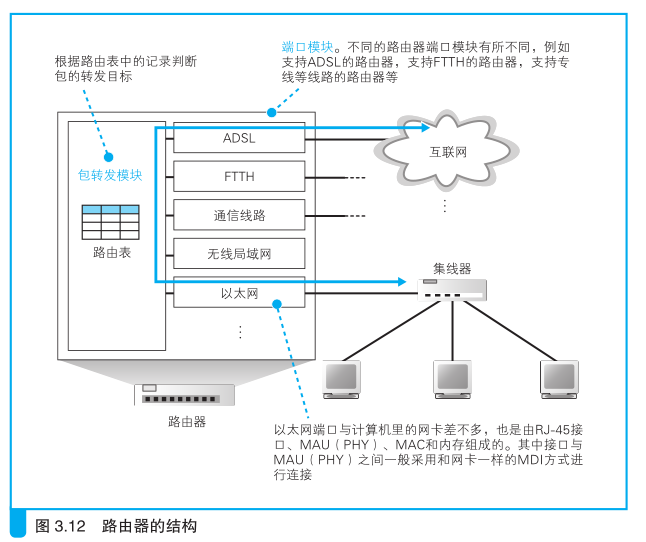 端口模块。不同的路由器端口模块有所不同，例如
支持ADSL的路由器，支持FTTH的路由器，支持专
线等线路的路由器等
根据路由表中的记录判断
包的转发目标
ADSL
互联网
FTTH
包转发模块
通信线路
路由表
无线局域网
集线器
以太网
路由器
以太网端口与计算机里的网卡差不多，也是由RJ-45接
口、MAU（PHY）、MAC和内存组成的。其中接口与
MAU（PHY）之间一般采用和网卡一样的MDI方式进
行连接
图 3.12 路由器的结构